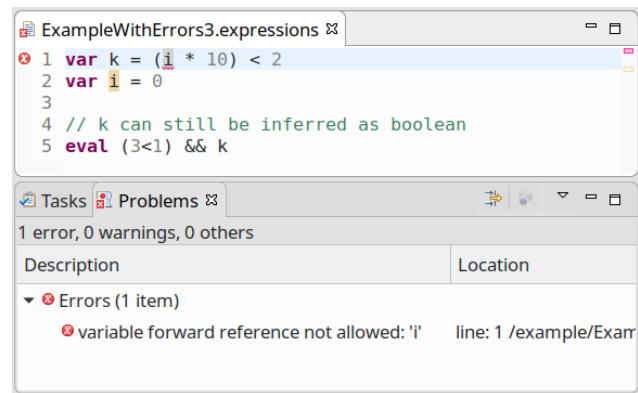 ExampleWithErrors3.expressions
1 var k = (i * 10) < 2
2 var i = 0
3
4 // k can still be inferred as boolean
5 eval (3<1) && k
Tasks Problems
1 error, 0 warnings, 0 others
Description Location
Errors (1 item)
variable forward reference not allowed: 'i' line: 1 /example/Exam